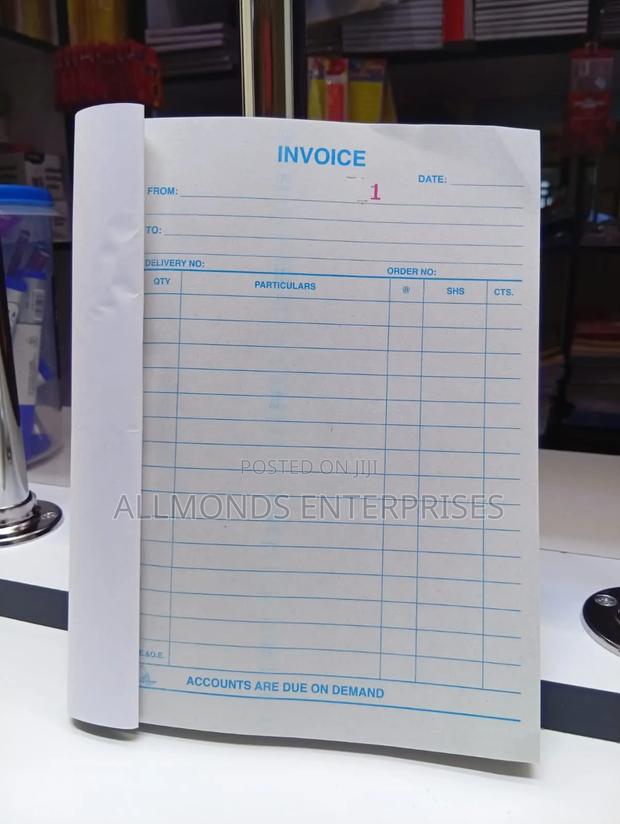 INVOICE
DATE:
1
FROM:
TO:
DELIVERY NO:
ORDER NO:
QTY PARTICULARS @ SHS CTS.
POSTED ON JIJI
ALLMONDS ENTERPRISES
E.&O.E.
ACCOUNTS ARE DUE ON DEMAND